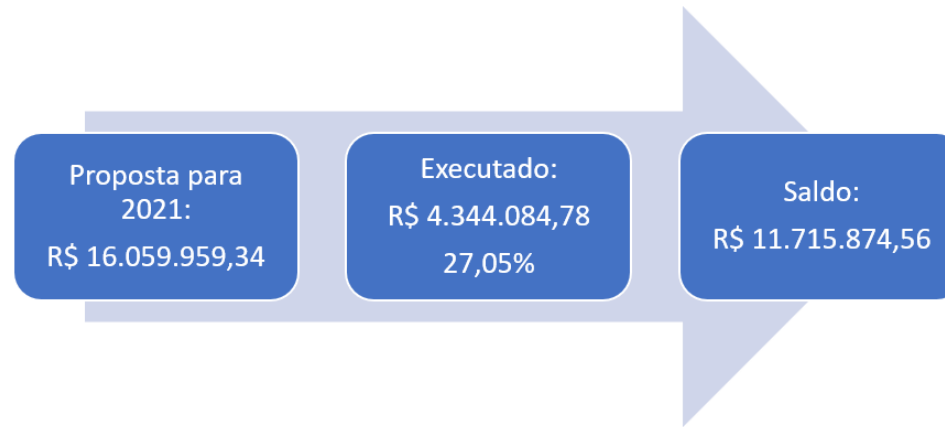 Proposta para
2021:
R$ 16.059.959,34
Executado:
R$ 4.344.084,78
27,05%
Saldo:
R$ 11.715.874,56